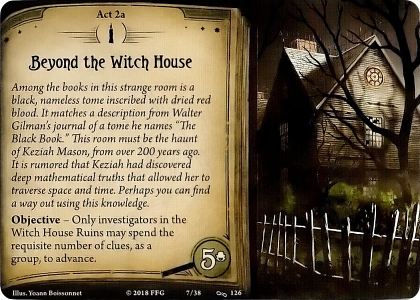 Act 2a
Beyond the Witch House
Among the books in this strange room is a
black, nameless tome inscribed with dried red
blood. It matches a description from Walter
Gilman's journal of a tome he names “The
Black Book.” This room must be the haunt
of Keziah Mason, from over 200 years ago.
It is rumored that Keziah had discovered
deep mathematical truths that allowed her to
traverse space and time. Perhaps you can find
a way out using this knowledge.
Objective – Only investigators in the
Witch House Ruins may spend the
requisite number of clues, as a
group, to advance.
5
Illus. Yoann Boissonnet
© 2018 FFG
7/38
126